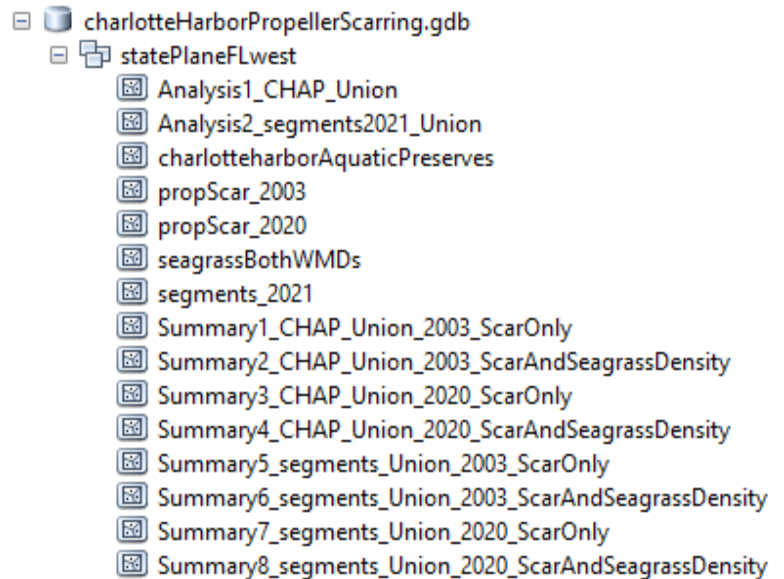 charlotteHarborPropellerScarring.gdb
statePlaneFLwest
Analysis1_CHAP_Union
Analysis2_segments2021_Union
charlotteharborAquaticPreserves
propScar_2003
propScar_2020
seagrassBothWMDs
segments_2021
Summary1_CHAP_Union_2003_ScarOnly
Summary2_CHAP_Union_2003_ScarAndSeagrassDensity
Summary3_CHAP_Union_2020_ScarOnly
Summary4_CHAP_Union_2020_ScarAndSeagrassDensity
Summary5_segments_Union_2003_ScarOnly
Summary6_segments_Union_2003_ScarAndSeagrassDensity
Summary7_segments_Union_2020_ScarOnly
Summary8_segments_Union_2020_ScarAndSeagrassDensity